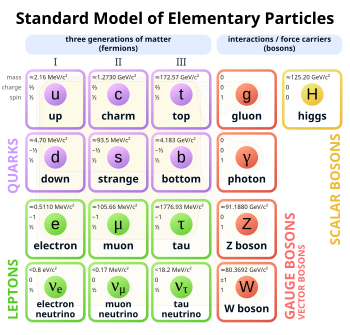 Standard Model of Elementary Particles
three generations of matter
(fermions)
interactions / force carriers
(bosons)
I II III
mass
charge
spin
≃2.16 MeV/c²
⅔
½
u
up
≃1.2730 GeV/c²
⅔
½
c
charm
≃172.57 GeV/c²
⅔
½
t
top
0
0
1
g
gluon
≃125.20 GeV/c²
0
0
H
higgs
QUARKS
≃4.70 MeV/c²
−⅓
½
d
down
≃93.5 MeV/c²
−⅓
½
s
strange
≃4.183 GeV/c²
−⅓
½
b
bottom
0
0
1
γ
photon
SCALAR BOSONS
LEPTONS
≃0.5110 MeV/c²
−1
½
e
electron
≃105.66 MeV/c²
−1
½
μ
muon
≃1776.93 MeV/c²
−1
½
τ
tau
≃91.1880 GeV/c²
0
1
Z
Z boson
GAUGE BOSONS
VECTOR BOSONS
<0.8 eV/c²
0
½
νe
electron
neutrino
<0.17 MeV/c²
0
½
νμ
muon
neutrino
<18.2 MeV/c²
0
½
ντ
tau
neutrino
≃80.3692 GeV/c²
±1
1
W
W boson